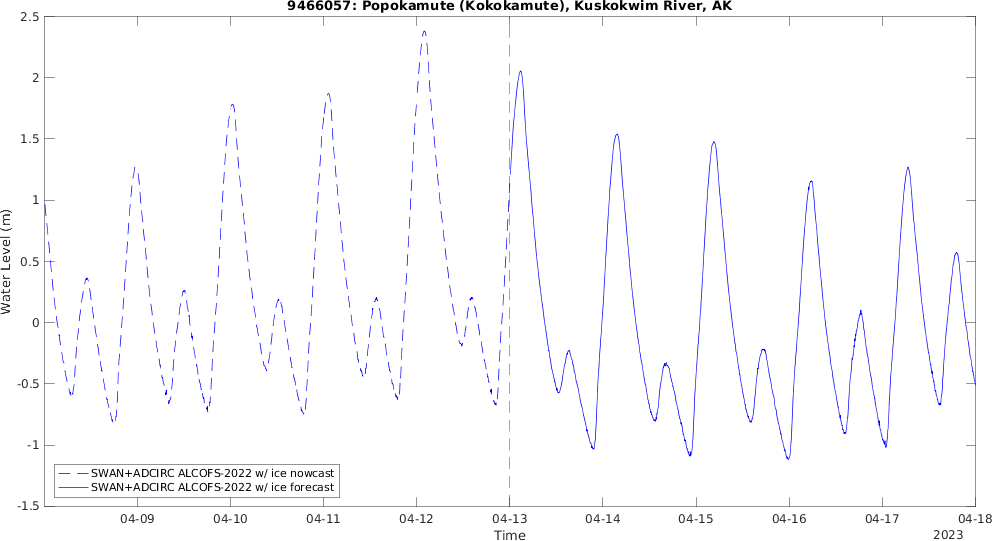 9466057: Popokamute (Kokokamute), Kuskokwim River, AK
2.5
2
1.5
1
0.5
0
-0.5
-1
-1.5
Water Level (m)
SWAN+ADCIRC ALCOFS-2022 w/ ice nowcast
SWAN+ADCIRC ALCOFS-2022 w/ ice forecast
04-09 04-10 04-11 04-12 04-13 04-14 04-15 04-16 04-17 04-18
Time
2023